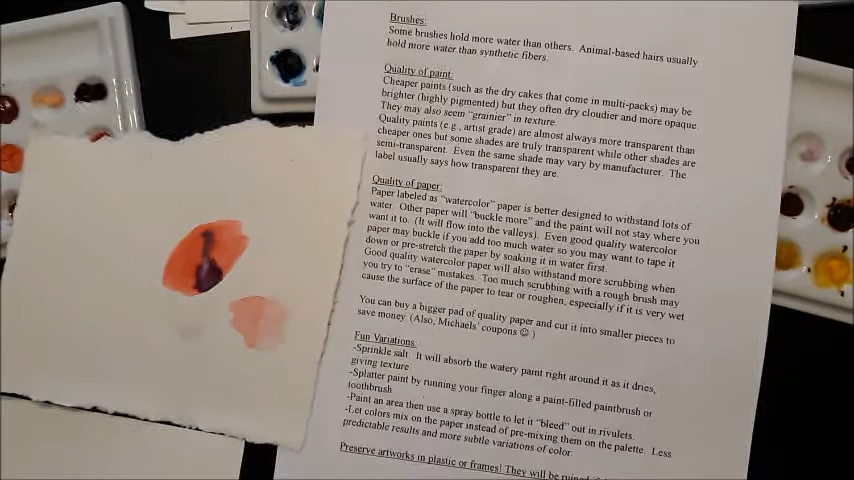 Brushes:
Some brushes hold more water than others. Animal-based hairs usually
hold more water than synthetic fibers.
Quality of paint:
Cheaper paints (such as the dry cakes that come in multi-packs) may be
brighter (highly pigmented) but they often dry cloudier and more opaque.
They may also seem "grainier" in texture.
Quality paints (e.g., artist grade) are almost always more transparent than
cheaper ones but some shades are truly transparent while other shades are
semi-transparent. Even the same shade may vary by manufacturer. The
label usually says how transparent they are.
Quality of paper:
Paper labeled as "watercolor" paper is better designed to withstand lots of
water. Other paper will "buckle more" and the paint will not stay where you
want it to. (It will flow into the valleys). Even good quality watercolor
paper may buckle if you add too much water so you may want to tape it
down or pre-stretch the paper by soaking it in water first.
Good quality watercolor paper will also withstand more scrubbing when
you try to "erase" mistakes. Too much scrubbing with a rough brush may
cause the surface of the paper to tear or roughen, especially if it is very wet
You can buy a bigger pad of quality paper and cut it into smaller pieces to
save money (Also, Michaels' coupons ☺ )
Fun Variations:
-Sprinkle salt. It will absorb the watery paint right around it as it dries,
giving texture
-Splatter paint by running your finger along a paint-filled paintbrush or
toothbrush
-Paint an area then use a spray bottle to let it "bleed" out in rivulets.
-Let colors mix on the paper instead of pre-mixing them on the palette. Less
predictable results and more subtle variations of color.
Preserve artworks in plastic or frames! They will be ruined